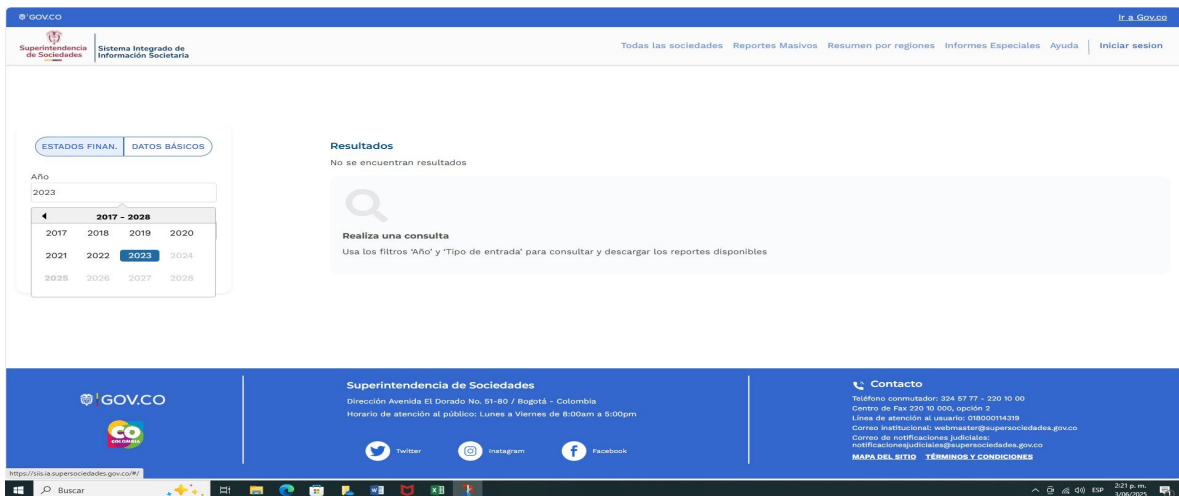 GOV.CO
Ir a Gov.co
Superintendencia
de Sociedades
Sistema Integrado de
Información Societaria
Todas las sociedades Reportes Masivos Resumen por regiones Informes Especiales Ayuda Iniciar sesion
ESTADOS FINAN. DATOS BÁSICOS
Año
2023
2017 - 2028
2017 2018 2019 2020
2021 2022 2023 2024
2025 2026 2027 2028
Resultados
No se encuentran resultados
Realiza una consulta
Usa los filtros 'Año' y 'Tipo de entrada' para consultar y descargar los reportes disponibles
GOV.CO
CO
COLOMBIA
Superintendencia de Sociedades
Dirección Avenida El Dorado No. 51-80 / Bogotá - Colombia
Horario de atención al público: Lunes a Viernes de 8:00am a 5:00pm
Twitter Instagram Facebook
Contacto
Teléfono conmutador: 324 57 77 - 220 10 00
Centro de Fax 220 10 000, opción 2
Línea de atención al usuario: 018000114319
Correo institucional: webmaster@supersociedades.gov.co
Correo de notificaciones judiciales:
notificacionesjudiciales@supersociedades.gov.co
MAPA DEL SITIO TÉRMINOS Y CONDICIONES
https://siis.ia.supersociedades.gov.co/#/
Buscar
ESP
2:21 p. m.
3/06/2025